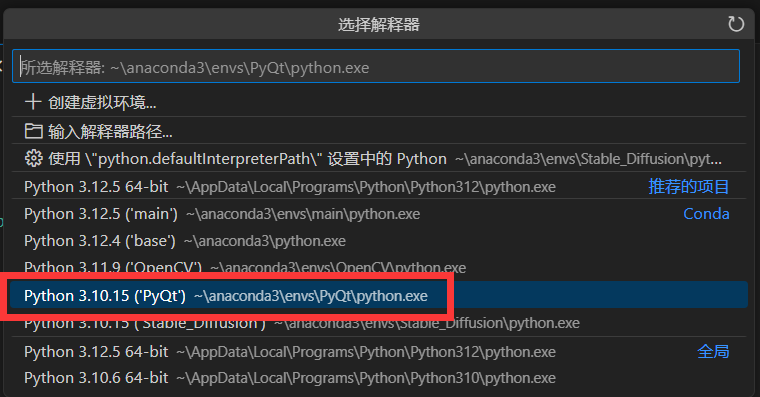 选择解释器
所选解释器: ~\anaconda3\envs\PyQt\python.exe
创建虚拟环境...
输入解释器路径...
使用 \"python.defaultInterpreterPath\" 设置中的 Python ~\anaconda3\envs\Stable_Diffusion\pyt...
Python 3.12.5 64-bit ~\AppData\Local\Programs\Python\Python312\python.exe 推荐的项目
Python 3.12.5 ('main') ~\anaconda3\envs\main\python.exe Conda
Python 3.12.4 ('base') ~\anaconda3\python.exe
Python 3.11.9 ('OpenCV') ~\anaconda3\envs\OpenCV\python.exe
Python 3.10.15 ('PyQt') ~\anaconda3\envs\PyQt\python.exe
Python 3.10.15 ('Stable_Diffusion') ~\anaconda3\envs\Stable_Diffusion\python.exe
Python 3.12.5 64-bit ~\AppData\Local\Programs\Python\Python312\python.exe 全局
Python 3.10.6 64-bit ~\AppData\Local\Programs\Python\Python310\python.exe